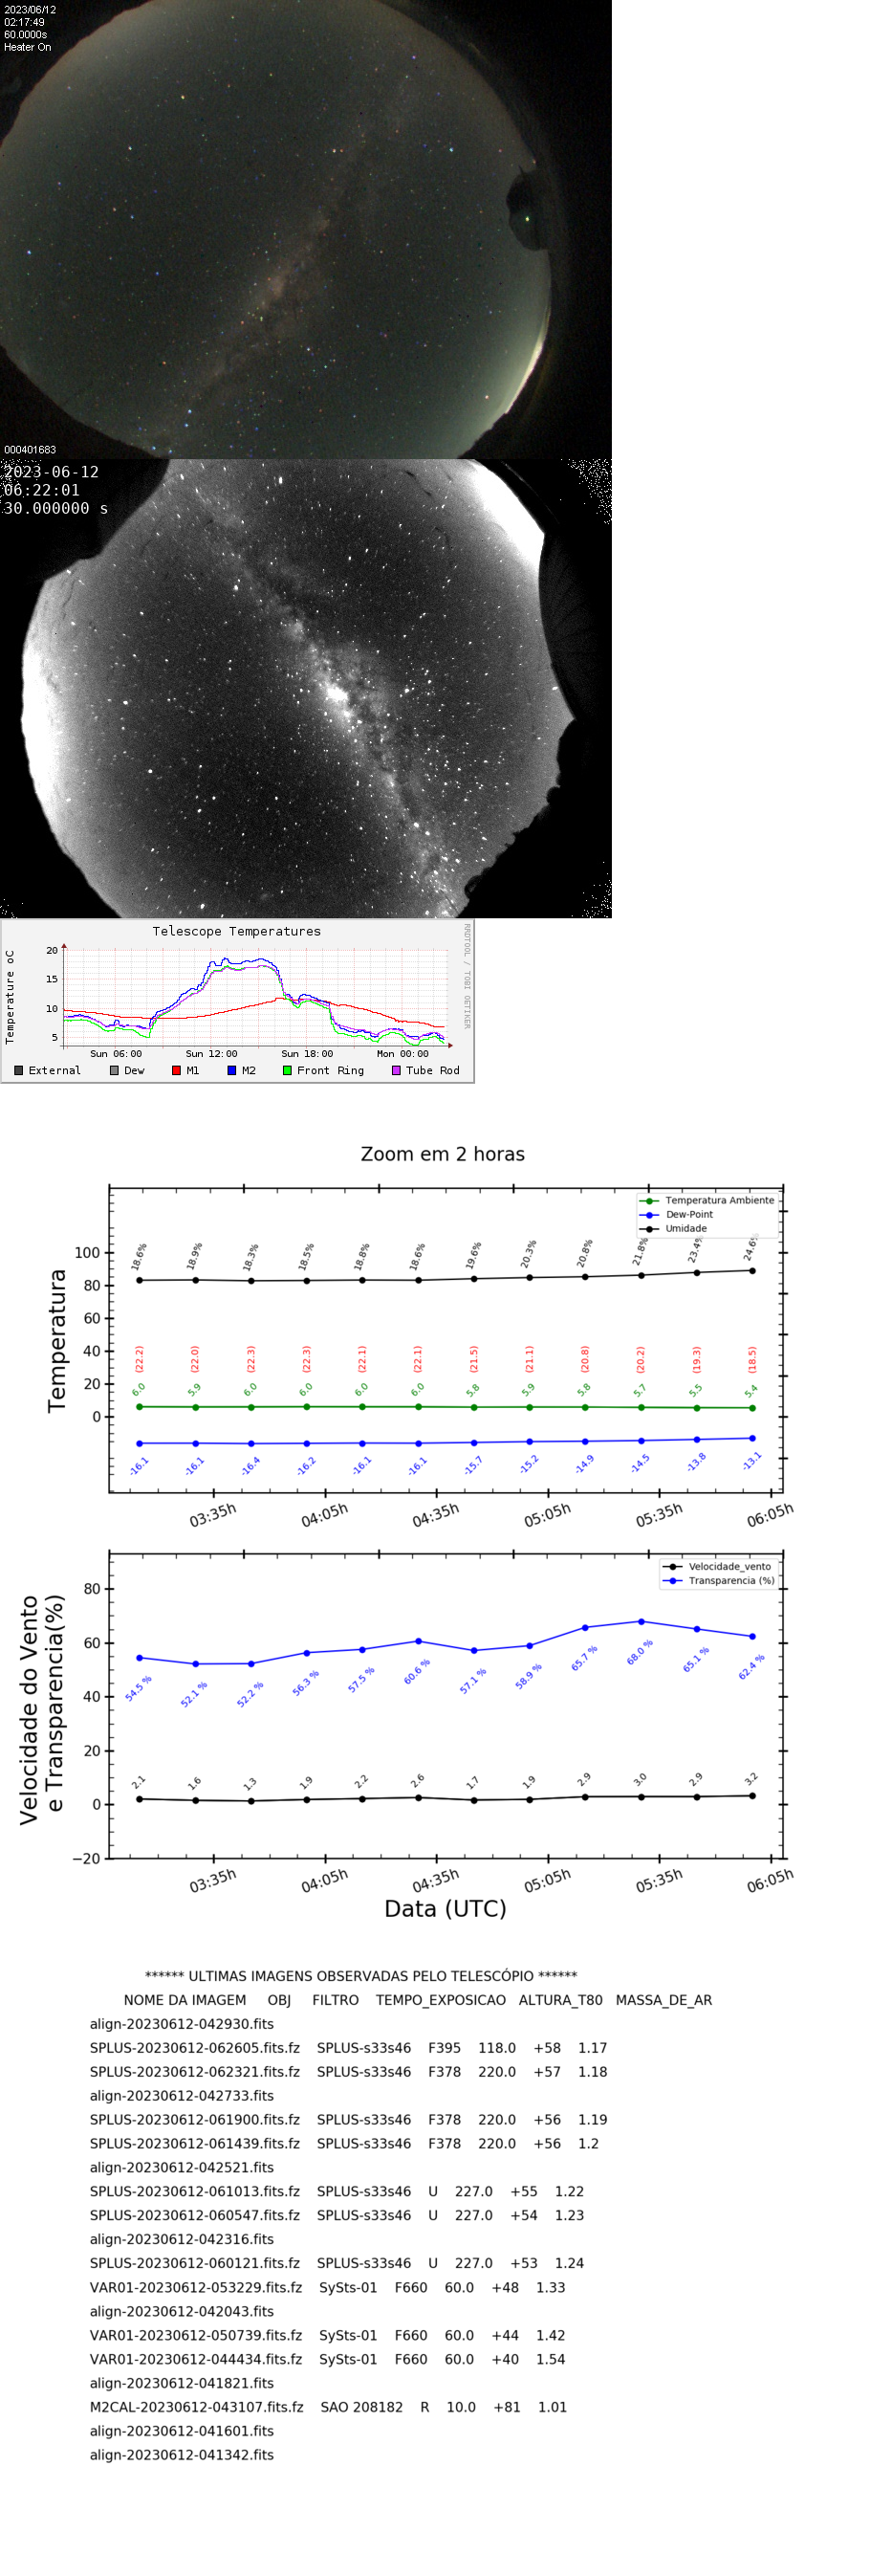 2023/06/12
02:17:49
60.0000s
Heater On
000401683
2023-06-12
06:22:01
30.000000 s
Telescope Temperatures
RRDTOOL / TOBI OETIKER
Temperature oC
20
15
10
5
Sun 06:00 Sun 12:00 Sun 18:00 Mon 00:00
External Dew M1 M2 Front Ring Tube Rod
Zoom em 2 horas
Temperatura Ambiente
Dew-Point
Umidade
Temperatura
100
80
60
40
20
0
18.6% 18.9% 18.3% 18.5% 18.8% 18.6% 19.6% 20.3% 20.8% 21.8% 23.4% 24.6%
(22.2) (22.0) (22.3) (22.3) (22.1) (22.1) (21.5) (21.1) (20.8) (20.2) (19.3) (18.5)
6.0 5.9 6.0 6.0 6.0 6.0 5.8 5.9 5.8 5.7 5.5 5.4
-16.1 -16.1 -16.4 -16.2 -16.1 -16.1 -15.7 -15.2 -14.9 -14.5 -13.8 -13.1
03:35h 04:05h 04:35h 05:05h 05:35h 06:05h
Velocidade_vento
Transparencia (%)
Velocidade do Vento
e Transparencia(%)
80
60
40
20
0
−20
54.5 % 52.1 % 52.2 % 56.3 % 57.5 % 60.6 % 57.1 % 58.9 % 65.7 % 68.0 % 65.1 % 62.4 %
2.1 1.6 1.3 1.9 2.2 2.6 1.7 1.9 2.9 3.0 2.9 3.2
03:35h 04:05h 04:35h 05:05h 05:35h 06:05h
Data (UTC)
****** ULTIMAS IMAGENS OBSERVADAS PELO TELESCÓPIO ******
NOME DA IMAGEM OBJ FILTRO TEMPO_EXPOSICAO ALTURA_T80 MASSA_DE_AR
align-20230612-042930.fits
SPLUS-20230612-062605.fits.fz SPLUS-s33s46 F395 118.0 +58 1.17
SPLUS-20230612-062321.fits.fz SPLUS-s33s46 F378 220.0 +57 1.18
align-20230612-042733.fits
SPLUS-20230612-061900.fits.fz SPLUS-s33s46 F378 220.0 +56 1.19
SPLUS-20230612-061439.fits.fz SPLUS-s33s46 F378 220.0 +56 1.2
align-20230612-042521.fits
SPLUS-20230612-061013.fits.fz SPLUS-s33s46 U 227.0 +55 1.22
SPLUS-20230612-060547.fits.fz SPLUS-s33s46 U 227.0 +54 1.23
align-20230612-042316.fits
SPLUS-20230612-060121.fits.fz SPLUS-s33s46 U 227.0 +53 1.24
VAR01-20230612-053229.fits.fz SySts-01 F660 60.0 +48 1.33
align-20230612-042043.fits
VAR01-20230612-050739.fits.fz SySts-01 F660 60.0 +44 1.42
VAR01-20230612-044434.fits.fz SySts-01 F660 60.0 +40 1.54
align-20230612-041821.fits
M2CAL-20230612-043107.fits.fz SAO 208182 R 10.0 +81 1.01
align-20230612-041601.fits
align-20230612-041342.fits